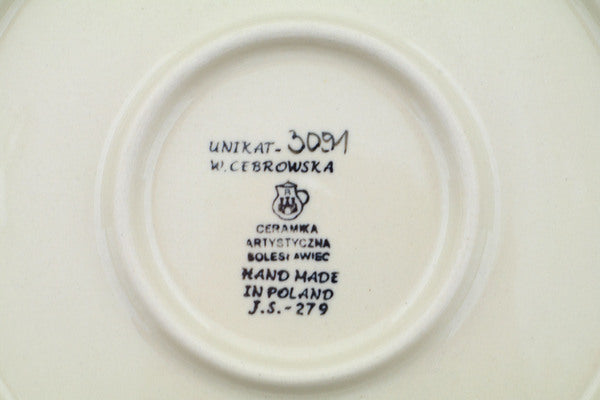 UNIKAT- 3091
W. CEBROWSKA
CERAMIKA
ARTYSTYCZNA
BOLESŁAWIEC
HAND MADE
IN POLAND
J.S.-279